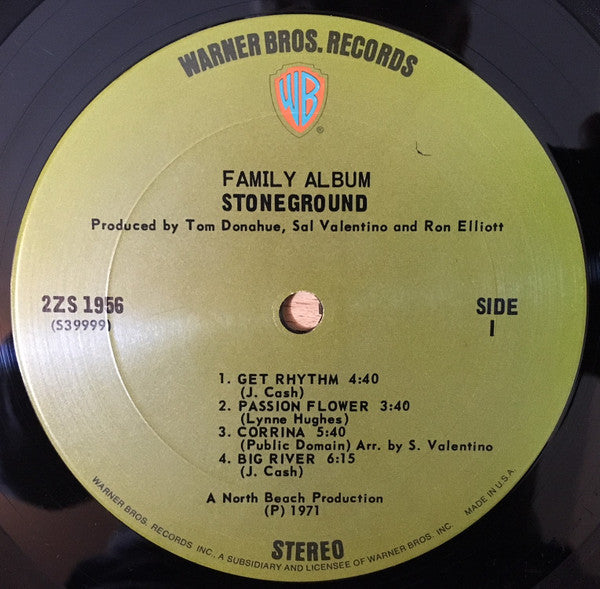 WARNER BROS. RECORDS
WB
®
FAMILY ALBUM
STONEGROUND
Produced by Tom Donahue, Sal Valentino and Ron Elliott
2ZS 1956
(S39999)
SIDE
1
1. GET RHYTHM 4:40
(J. Cash)
2. PASSION FLOWER 3:40
(Lynne Hughes)
3. CORRINA 5:40
(Public Domain) Arr. by S. Valentino
4. BIG RIVER 6:15
(J. Cash)
A North Beach Production
(P) 1971
STEREO
WARNER BROS. RECORDS INC., A SUBSIDIARY AND LICENSEE OF WARNER BROS. INC.
MADE IN U.S.A.